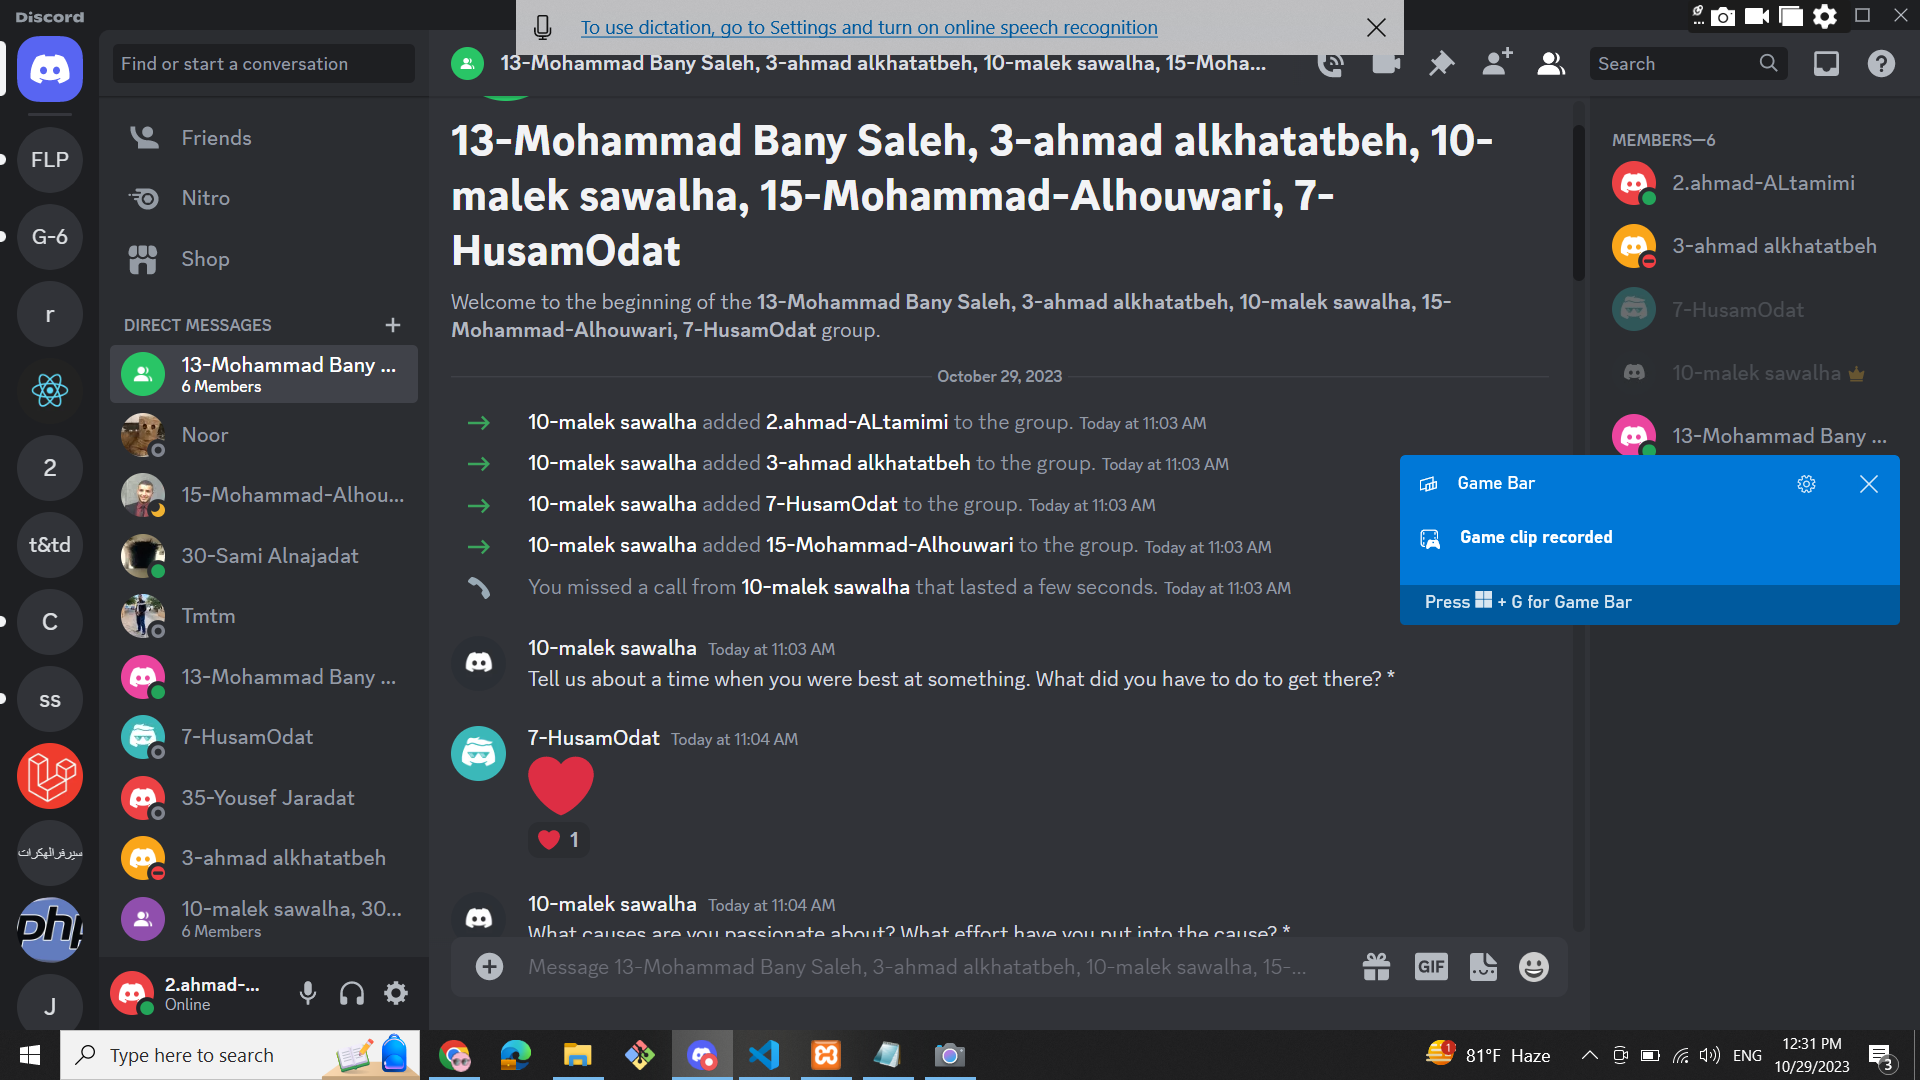 Discord
To use dictation, go to Settings and turn on online speech recognition
Find or start a conversation
13-Mohammad Bany Saleh, 3-ahmad alkhatatbeh, 10-malek sawalha, 15-Moha...
Search
FLP
G-6
r
2
t&td
C
ss
سيرفر الهكرات
php
J
Friends
Nitro
Shop
DIRECT MESSAGES
13-Mohammad Bany ...
6 Members
Noor
15-Mohammad-Alhou...
30-Sami Alnajadat
Tmtm
13-Mohammad Bany ...
7-HusamOdat
35-Yousef Jaradat
3-ahmad alkhatatbeh
10-malek sawalha, 30...
6 Members
2.ahmad-...
Online
13-Mohammad Bany Saleh, 3-ahmad alkhatatbeh, 10-
malek sawalha, 15-Mohammad-Alhouwari, 7-
HusamOdat
Welcome to the beginning of the 13-Mohammad Bany Saleh, 3-ahmad alkhatatbeh, 10-malek sawalha, 15-
Mohammad-Alhouwari, 7-HusamOdat group.
October 29, 2023
10-malek sawalha added 2.ahmad-ALtamimi to the group. Today at 11:03 AM
10-malek sawalha added 3-ahmad alkhatatbeh to the group. Today at 11:03 AM
10-malek sawalha added 7-HusamOdat to the group. Today at 11:03 AM
10-malek sawalha added 15-Mohammad-Alhouwari to the group. Today at 11:03 AM
You missed a call from 10-malek sawalha that lasted a few seconds. Today at 11:03 AM
10-malek sawalha Today at 11:03 AM
Tell us about a time when you were best at something. What did you have to do to get there? *
7-HusamOdat Today at 11:04 AM
1
10-malek sawalha Today at 11:04 AM
What causes are you passionate about? What effort have you put into the cause? *
Message 13-Mohammad Bany Saleh, 3-ahmad alkhatatbeh, 10-malek sawalha, 15-...
GIF
MEMBERS—6
2.ahmad-ALtamimi
3-ahmad alkhatatbeh
7-HusamOdat
10-malek sawalha
13-Mohammad Bany ...
Game Bar
Game clip recorded
Press + G for Game Bar
Type here to search
1
81°F Haze
ENG
12:31 PM
10/29/2023
3